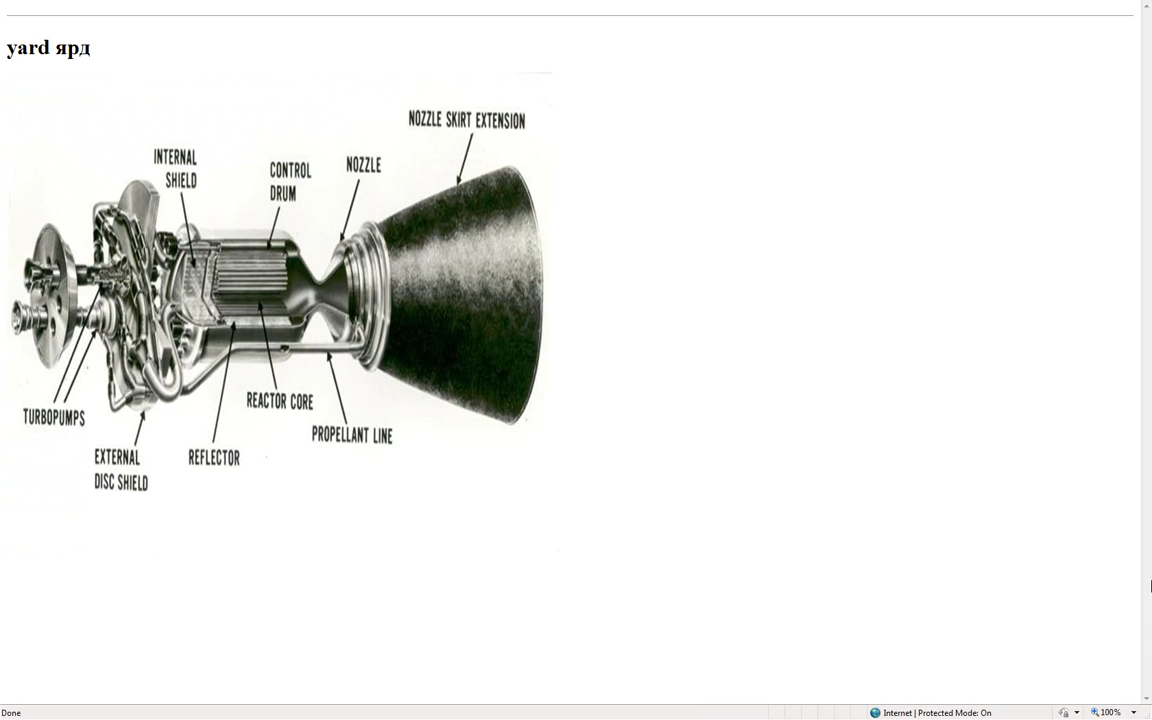 yard ярд
NOZZLE SKIRT EXTENSION
INTERNAL
SHIELD
CONTROL
DRUM
NOZZLE
TURBOPUMPS
EXTERNAL
DISC SHIELD
REFLECTOR
REACTOR CORE
PROPELLANT LINE
Done
Internet | Protected Mode: On
100%